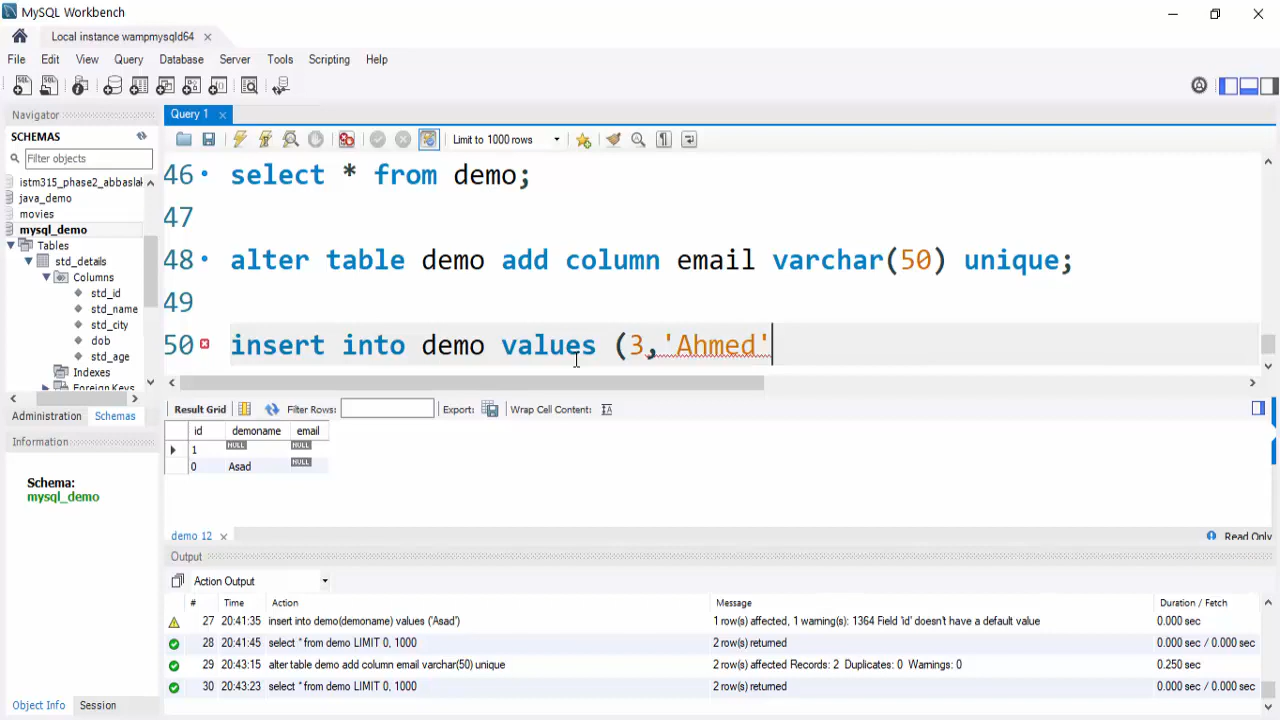 MySQL Workbench
Local instance wampmysqld64
File Edit View Query Database Server Tools Scripting Help
Navigator
SCHEMAS
Filter objects
istm315_phase2_abbaslak
java_demo
movies
mysql_demo
Tables
std_details
Columns
std_id
std_name
std_city
dob
std_age
Indexes
Foreign Keys
Administration Schemas
Information
Schema:
mysql_demo
Object Info Session
Query 1
Limit to 1000 rows
46 select * from demo;
47
48 alter table demo add column email varchar(50) unique;
49
50 insert into demo values (3,'Ahmed'
Result Grid Filter Rows: Export: Wrap Cell Content:
id demoname email
1 NULL NULL
0 Asad NULL
demo 12 Read Only
Output
Action Output
# Time Action Message Duration / Fetch
27 20:41:35 insert into demo(demoname) values ('Asad') 1 row(s) affected, 1 warning(s): 1364 Field 'id' doesn't have a default value 0.000 sec
28 20:41:45 select * from demo LIMIT 0, 1000 2 row(s) returned 0.000 sec / 0.000 sec
29 20:43:15 alter table demo add column email varchar(50) unique 2 row(s) affected Records: 2 Duplicates: 0 Warnings: 0 0.250 sec
30 20:43:23 select * from demo LIMIT 0, 1000 2 row(s) returned 0.000 sec / 0.000 sec